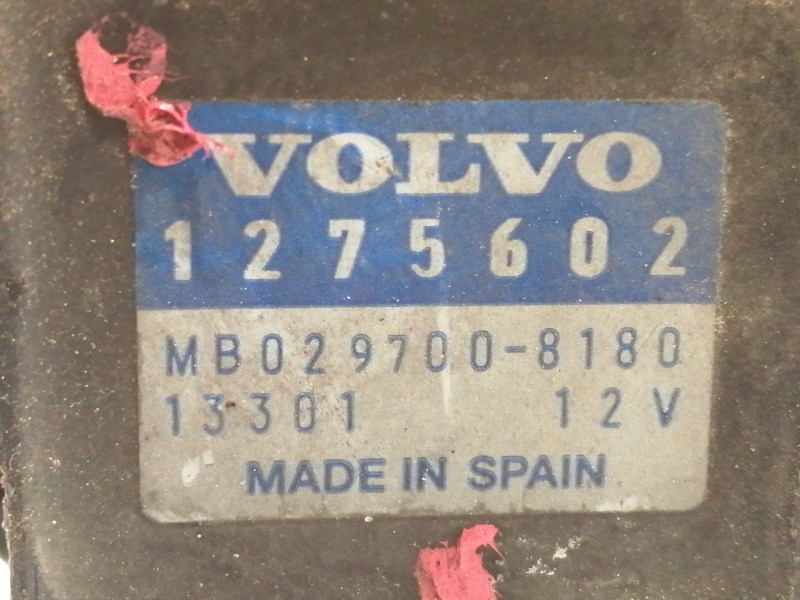 VOLVO
1275602
MB029700-8180
13301 12V
MADE IN SPAIN